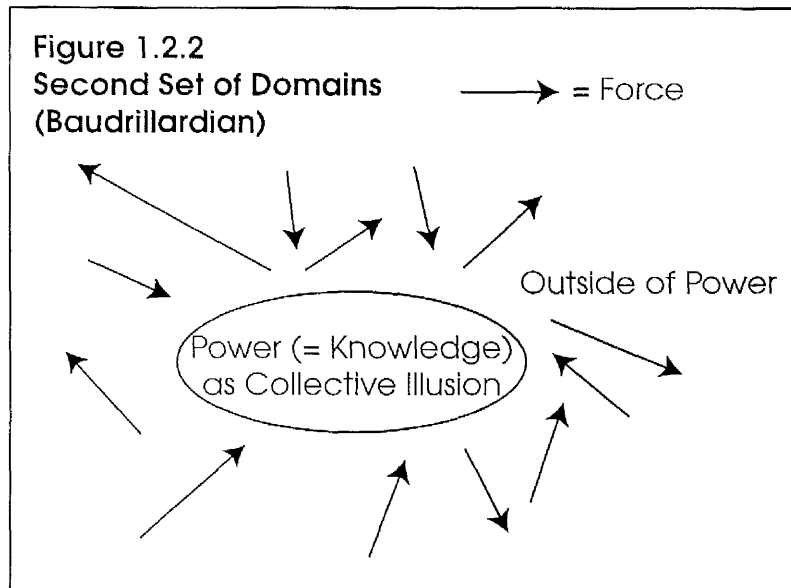 Figure 1.2.2
Second Set of Domains
(Baudrillardian)
= Force
Outside of Power
Power (= Knowledge)
as Collective Illusion